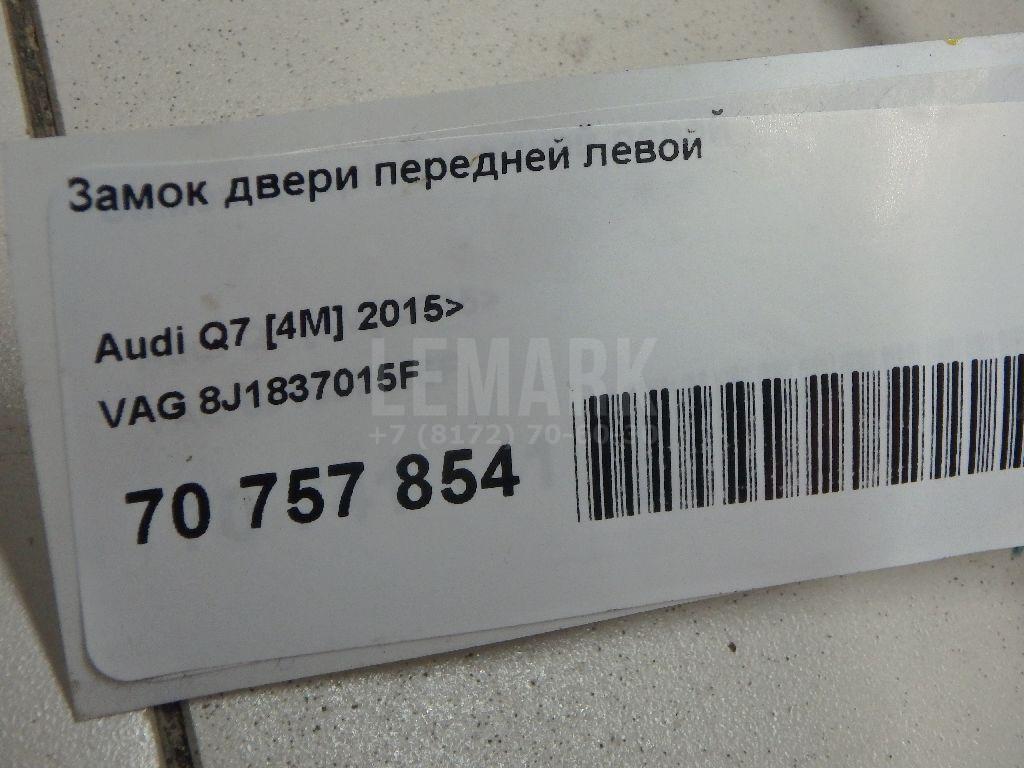 Замок двери передней левой
Audi Q7 [4M] 2015>
VAG 8J1837015F
LEMARK
70 757 854